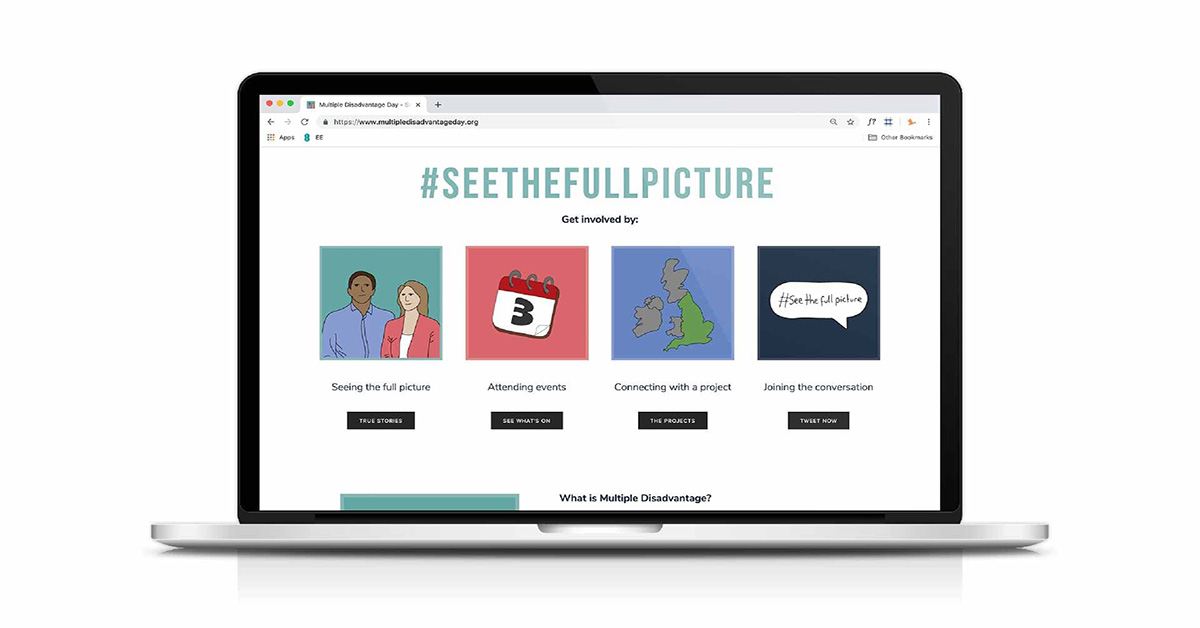 Multiple Disadvantage Day - S
https://www.multipledisadvantageday.org
f?
Apps
EE
Other Bookmarks
#SEETHEFULLPICTURE
Get involved by:
3
#See the full picture
Seeing the full picture
Attending events
Connecting with a project
Joining the conversation
TRUE STORIES
SEE WHAT'S ON
THE PROJECTS
TWEET NOW
What is Multiple Disadvantage?